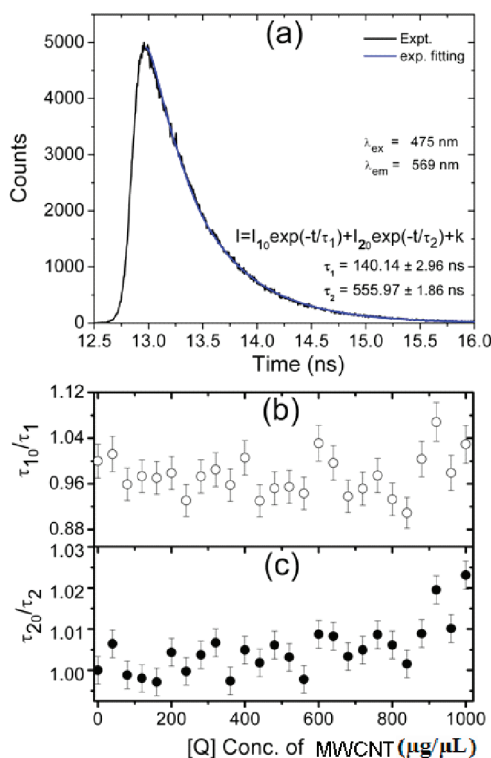 (a)
Expt.
exp. fitting
λex = 475 nm
λem = 569 nm
I=I10exp(-t/τ1)+I20exp(-t/τ2)+k
τ1 = 140.14 ± 2.96 ns
τ2 = 555.97 ± 1.86 ns
Counts
5000
4000
3000
2000
1000
0
12.5 13.0 13.5 14.0 14.5 15.0 15.5 16.0
Time (ns)
(b)
τ10/τ1
1.12
1.04
0.96
0.88
(c)
τ20/τ2
1.03
1.02
1.01
1.00
0 200 400 600 800 1000
[Q] Conc. of MWCNT (μg/μL)